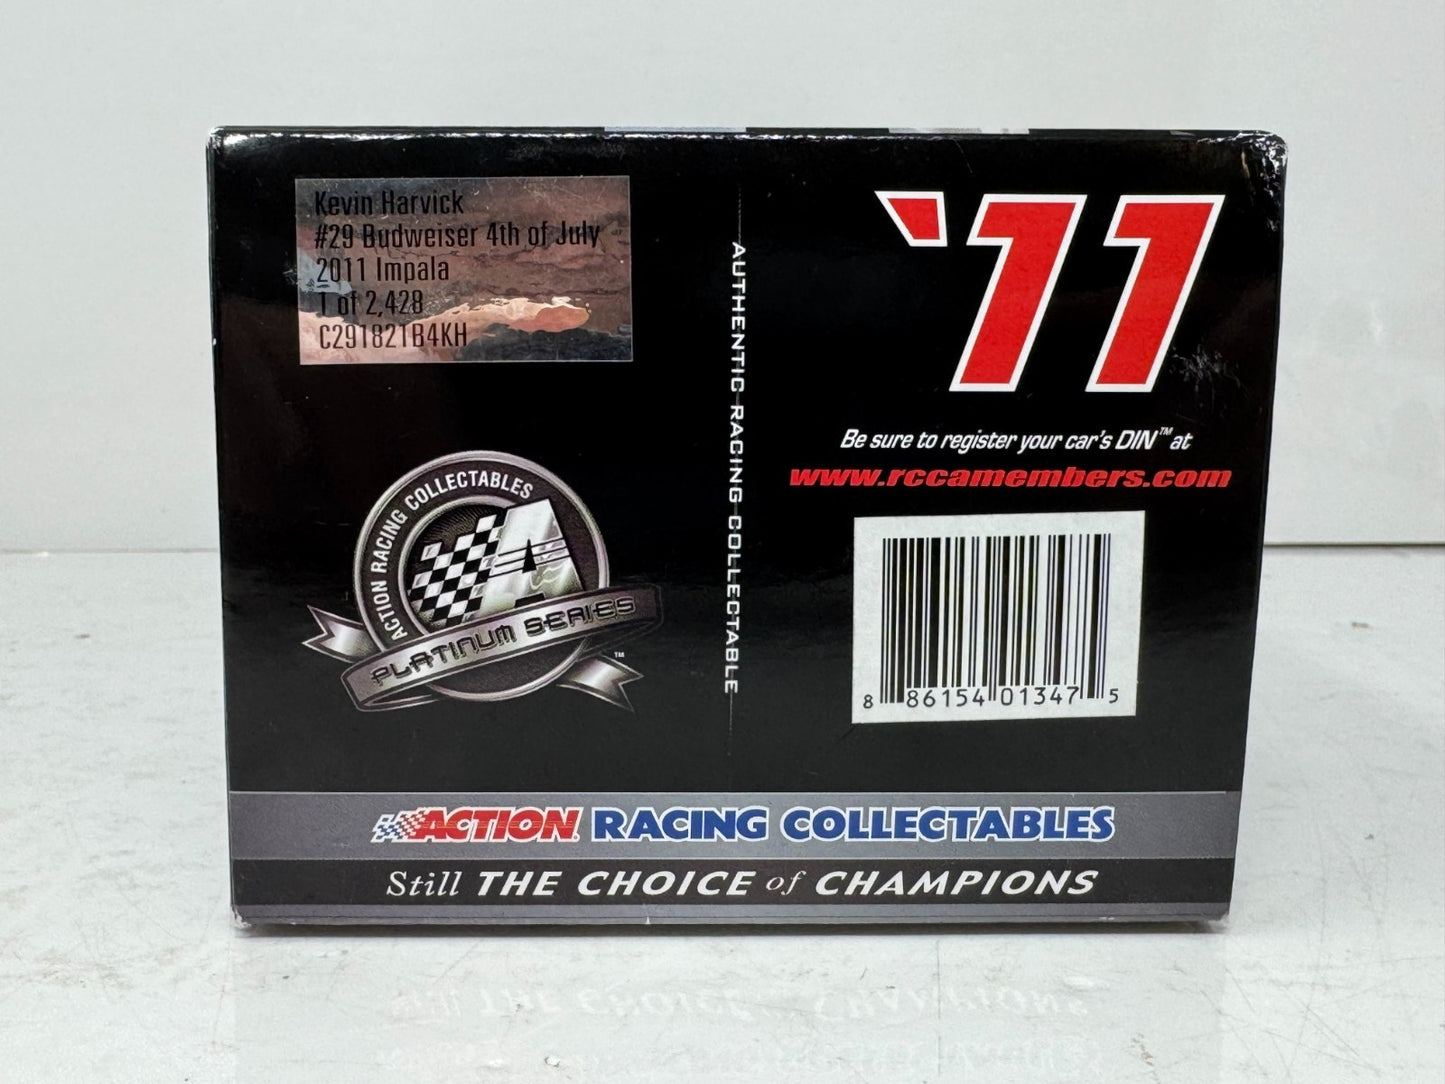 Kevin Harvick
#29 Budweiser 4th of July
2011 Impala
1 of 2,428
C291821B4KH
ACTION RACING COLLECTABLES
PLATINUM SERIES
TM
AUTHENTIC RACING COLLECTABLE
'11
Be sure to register your car's DIN™ at
www.rccamembers.com
8 86154 01347 5
ACTION RACING COLLECTABLES
Still THE CHOICE of CHAMPIONS